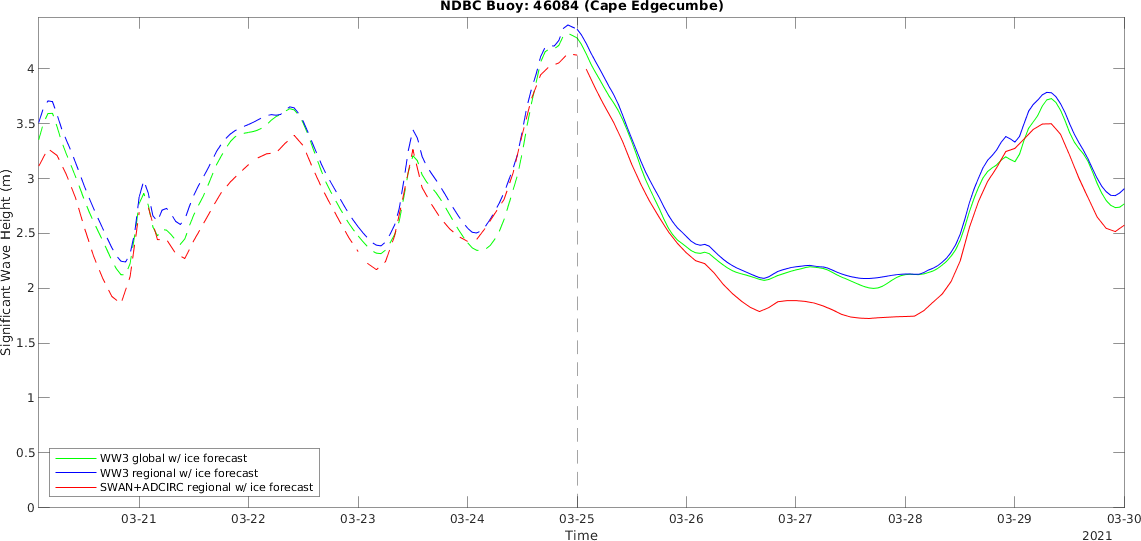 NDBC Buoy: 46084 (Cape Edgecumbe)
Significant Wave Height (m)
4
3.5
3
2.5
2
1.5
1
0.5
0
WW3 global w/ ice forecast
WW3 regional w/ ice forecast
SWAN+ADCIRC regional w/ ice forecast
03-21 03-22 03-23 03-24 03-25 03-26 03-27 03-28 03-29 03-30
Time
2021